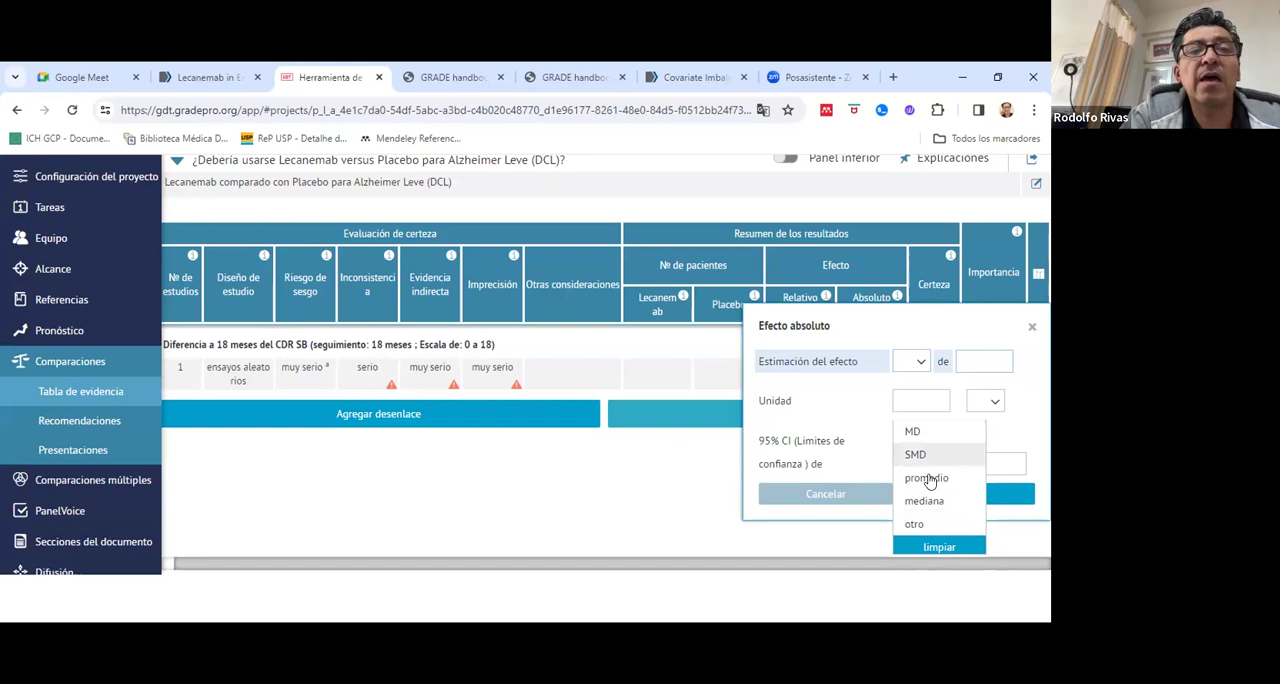 Google Meet
Lecanemab in E
Herramienta de
GRADE handbo
GRADE handbo
Covariate Imbal
Posasistente - Z
https://gdt.gradepro.org/app/#projects/p_l_a_4e1c7da0-54df-5abc-a3bd-c4b020c48770_d1e96177-8261-48e0-84d5-f0512bb24f73...
ICH GCP - Docume...
Biblioteca Médica D...
ReP USP - Detalhe d...
Mendeley Referenc...
Todos los marcadores
Rodolfo Rivas
¿Debería usarse Lecanemab versus Placebo para Alzheimer Leve (DCL)?
Panel inferior
Explicaciones
Lecanemab comparado con Placebo para Alzheimer Leve (DCL)
Configuración del proyecto
Tareas
Equipo
Alcance
Referencias
Pronóstico
Comparaciones
Tabla de evidencia
Recomendaciones
Presentaciones
Comparaciones múltiples
PanelVoice
Secciones del documento
Difusión
Evaluación de certeza
Resumen de los resultados
Importancia
Nº de
estudios
Diseño de
estudio
Riesgo de
sesgo
Inconsistenci
a
Evidencia
indirecta
Imprecisión
Otras consideraciones
Nº de pacientes
Efecto
Certeza
Lecanem
ab
Placebo
Relativo
Absoluto
Diferencia a 18 meses del CDR SB (seguimiento: 18 meses ; Escala de: 0 a 18)
1
ensayos aleato
rios
muy serio a
serio
muy serio
muy serio
Agregar desenlace
Efecto absoluto
Estimación del efecto
de
Unidad
95% CI (Limites de
confianza ) de
Cancelar
MD
SMD
promedio
mediana
otro
limpiar